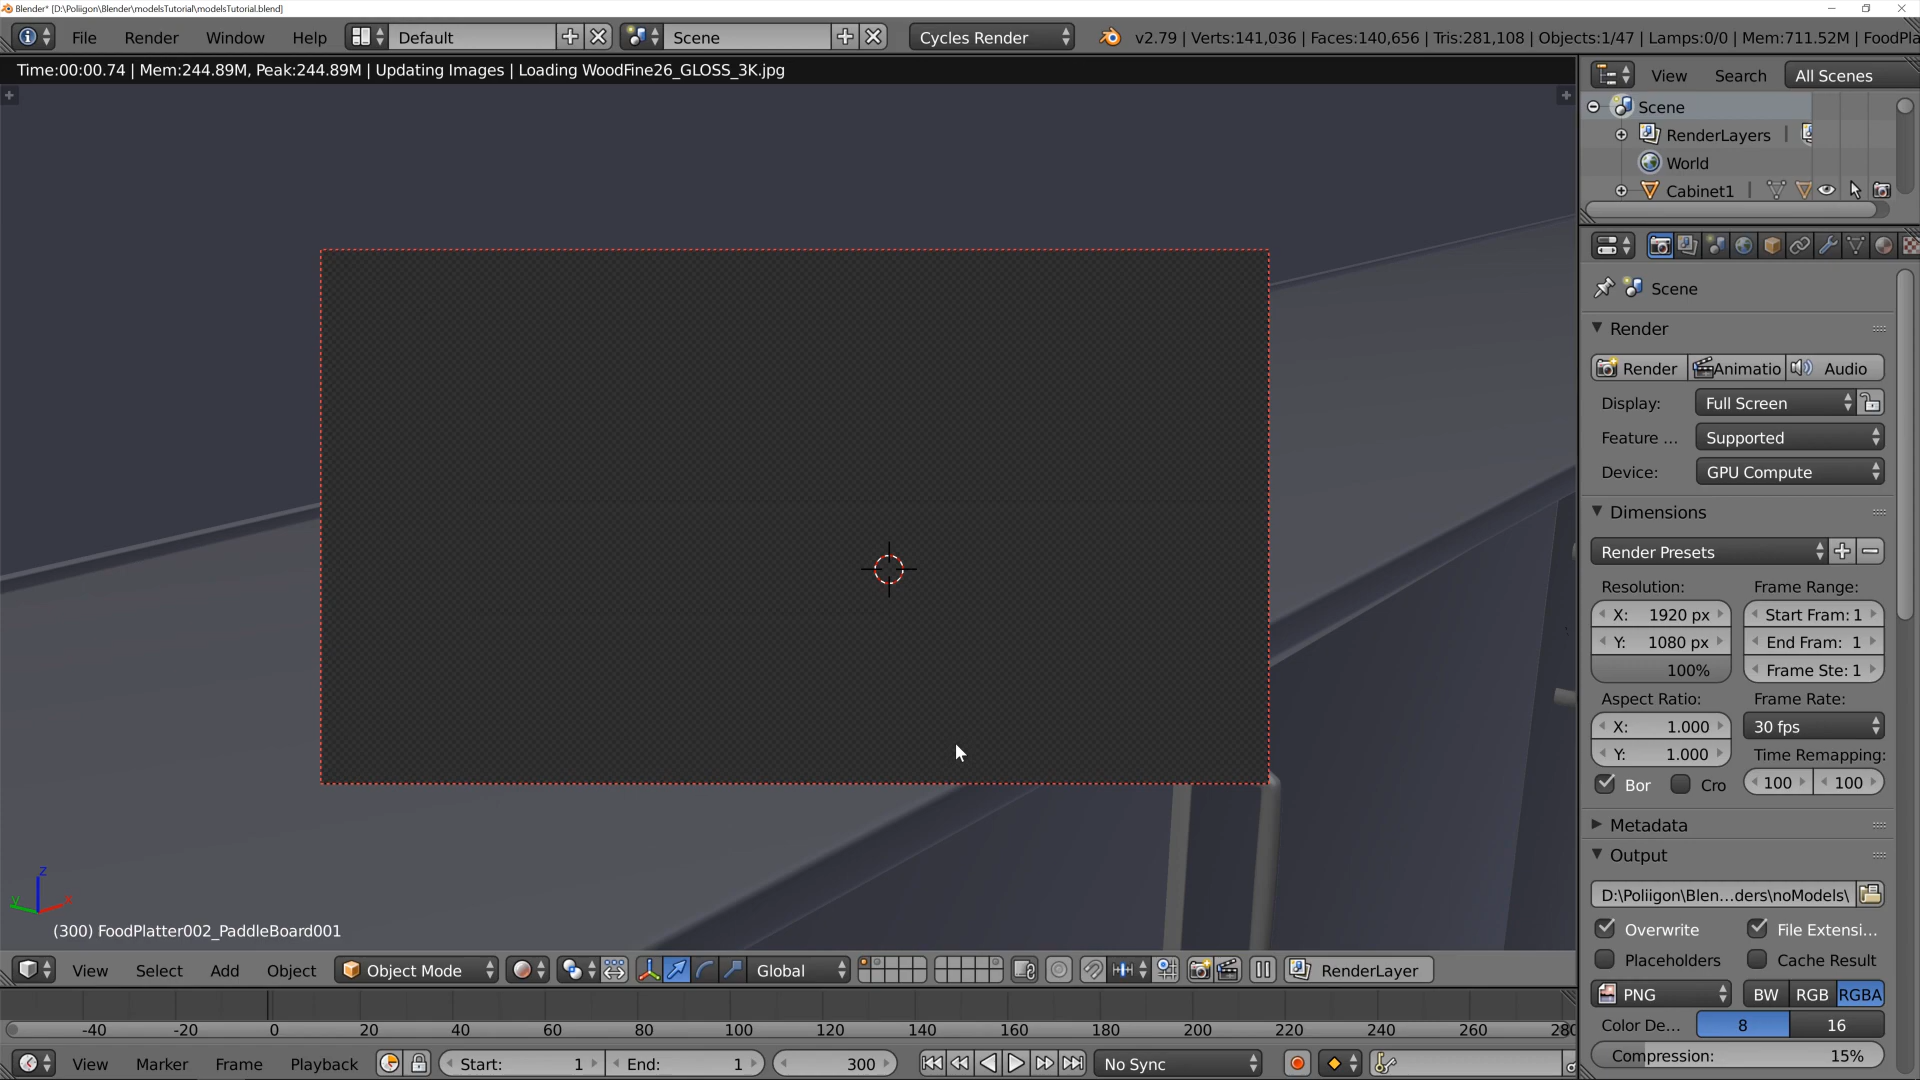 Blender* [D:\Poliigon\Blender\modelsTutorial\modelsTutorial.blend]
File Render Window Help Default Scene Cycles Render v2.79 | Verts:141,036 | Faces:140,656 | Tris:281,108 | Objects:1/47 | Lamps:0/0 | Mem:711.52M | FoodPla
Time:00:00.74 | Mem:244.89M, Peak:244.89M | Updating Images | Loading WoodFine26_GLOSS_3K.jpg
View Search All Scenes
Scene
RenderLayers
World
Cabinet1
Scene
Render
Render Animatio Audio
Display: Full Screen
Feature ... Supported
Device: GPU Compute
Dimensions
Render Presets
Resolution: Frame Range:
X: 1920 px Start Fram: 1
Y: 1080 px End Fram: 1
100% Frame Ste: 1
Aspect Ratio: Frame Rate:
X: 1.000 30 fps
Y: 1.000 Time Remapping:
Bor Cro 100 100
Metadata
Output
D:\Poliigon\Blen...ders\noModels\
Overwrite File Extensi...
Placeholders Cache Result
PNG BW RGB RGBA
Color De... 8 16
Compression: 15%
z
y x
(300) FoodPlatter002_PaddleBoard001
View Select Add Object Object Mode Global RenderLayer
-40 -20 0 20 40 60 80 100 120 140 160 180 200 220 240 260 280
View Marker Frame Playback Start: 1 End: 1 300 No Sync